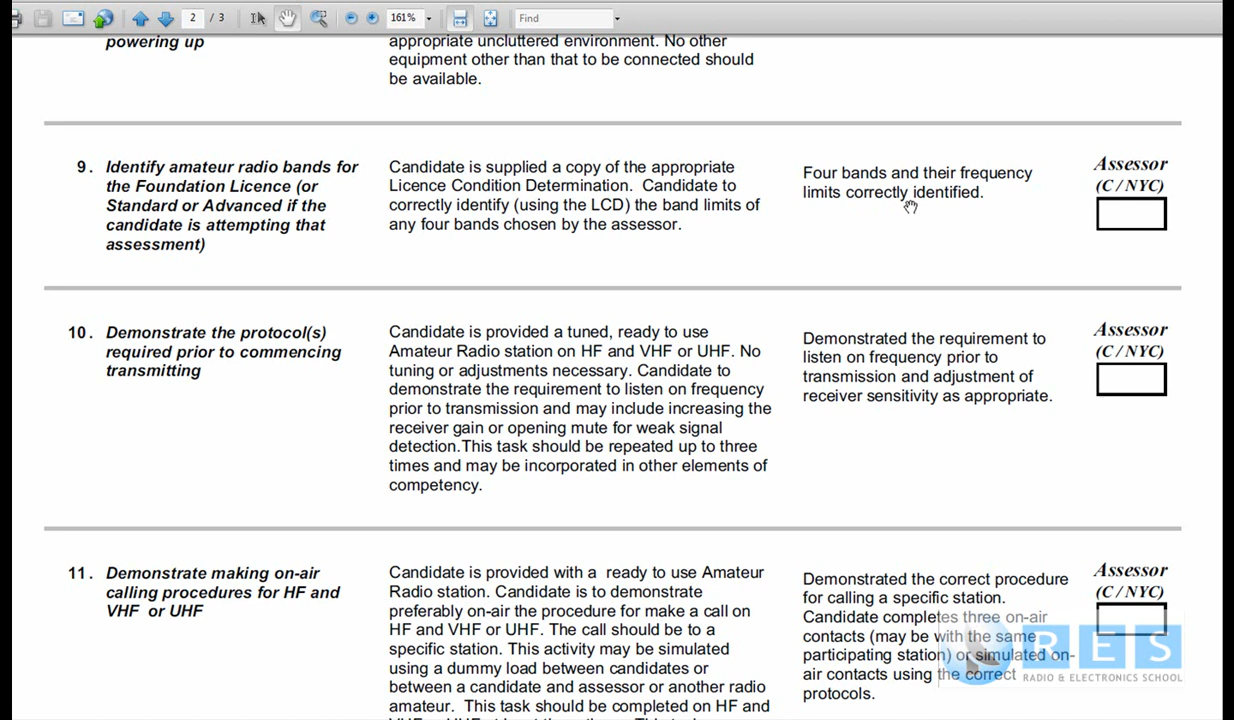 2 / 3 161% Find
powering up
appropriate uncluttered environment. No other
equipment other than that to be connected should
be available.
9. Identify amateur radio bands for
the Foundation Licence (or
Standard or Advanced if the
candidate is attempting that
assessment)
Candidate is supplied a copy of the appropriate
Licence Condition Determination. Candidate to
correctly identify (using the LCD) the band limits of
any four bands chosen by the assessor.
Four bands and their frequency
limits correctly identified.
Assessor
(C / NYC)
10. Demonstrate the protocol(s)
required prior to commencing
transmitting
Candidate is provided a tuned, ready to use
Amateur Radio station on HF and VHF or UHF. No
tuning or adjustments necessary. Candidate to
demonstrate the requirement to listen on frequency
prior to transmission and may include increasing the
receiver gain or opening mute for weak signal
detection.This task should be repeated up to three
times and may be incorporated in other elements of
competency.
Demonstrated the requirement to
listen on frequency prior to
transmission and adjustment of
receiver sensitivity as appropriate.
Assessor
(C / NYC)
11. Demonstrate making on-air
calling procedures for HF and
VHF or UHF
Candidate is provided with a ready to use Amateur
Radio station. Candidate is to demonstrate
preferably on-air the procedure for make a call on
HF and VHF or UHF. The call should be to a
specific station. This activity may be simulated
using a dummy load between candidates or
between a candidate and assessor or another radio
amateur. This task should be completed on HF and
Demonstrated the correct procedure
for calling a specific station.
Candidate completes three on-air
contacts (may be with the same
participating station) or simulated on-
air contacts using the correct
protocols.
Assessor
(C / NYC)
RES
RADIO & ELECTRONICS SCHOOL